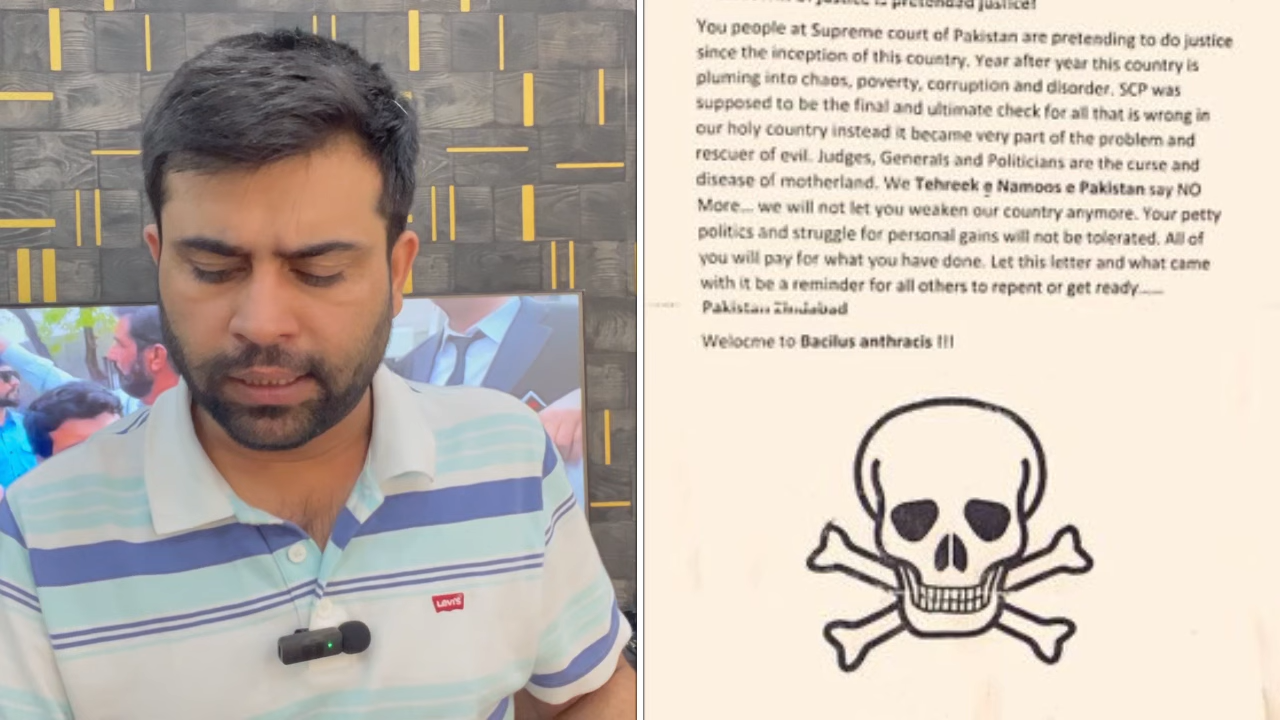 Levi's
justice is pretended justice!
You people at Supreme court of Pakistan are pretending to do justice
since the inception of this country. Year after year this country is
pluming into chaos, poverty, corruption and disorder. SCP was
supposed to be the final and ultimate check for all that is wrong in
our holy country instead it became very part of the problem and
rescuer of evil. Judges, Generals and Politicians are the curse and
disease of motherland. We Tehreek e Namoos e Pakistan say NO
More... we will not let you weaken our country anymore. Your petty
politics and struggle for personal gains will not be tolerated. All of
you will pay for what you have done. Let this letter and what came
with it be a reminder for all others to repent or get ready......
Pakistan Zindabad
Welocme to Bacilus anthracis !!!